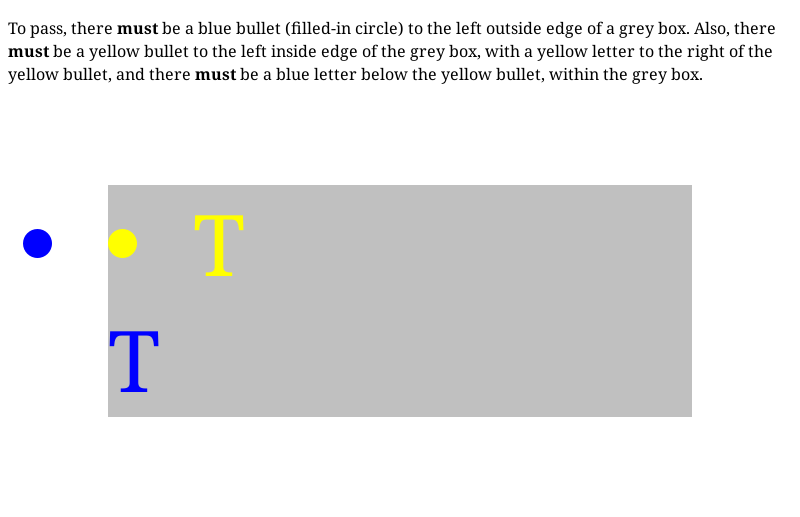 To pass, there must be a blue bullet (filled-in circle) to the left outside edge of a grey box. Also, there
must be a yellow bullet to the left inside edge of the grey box, with a yellow letter to the right of the
yellow bullet, and there must be a blue letter below the yellow bullet, within the grey box.
T
T